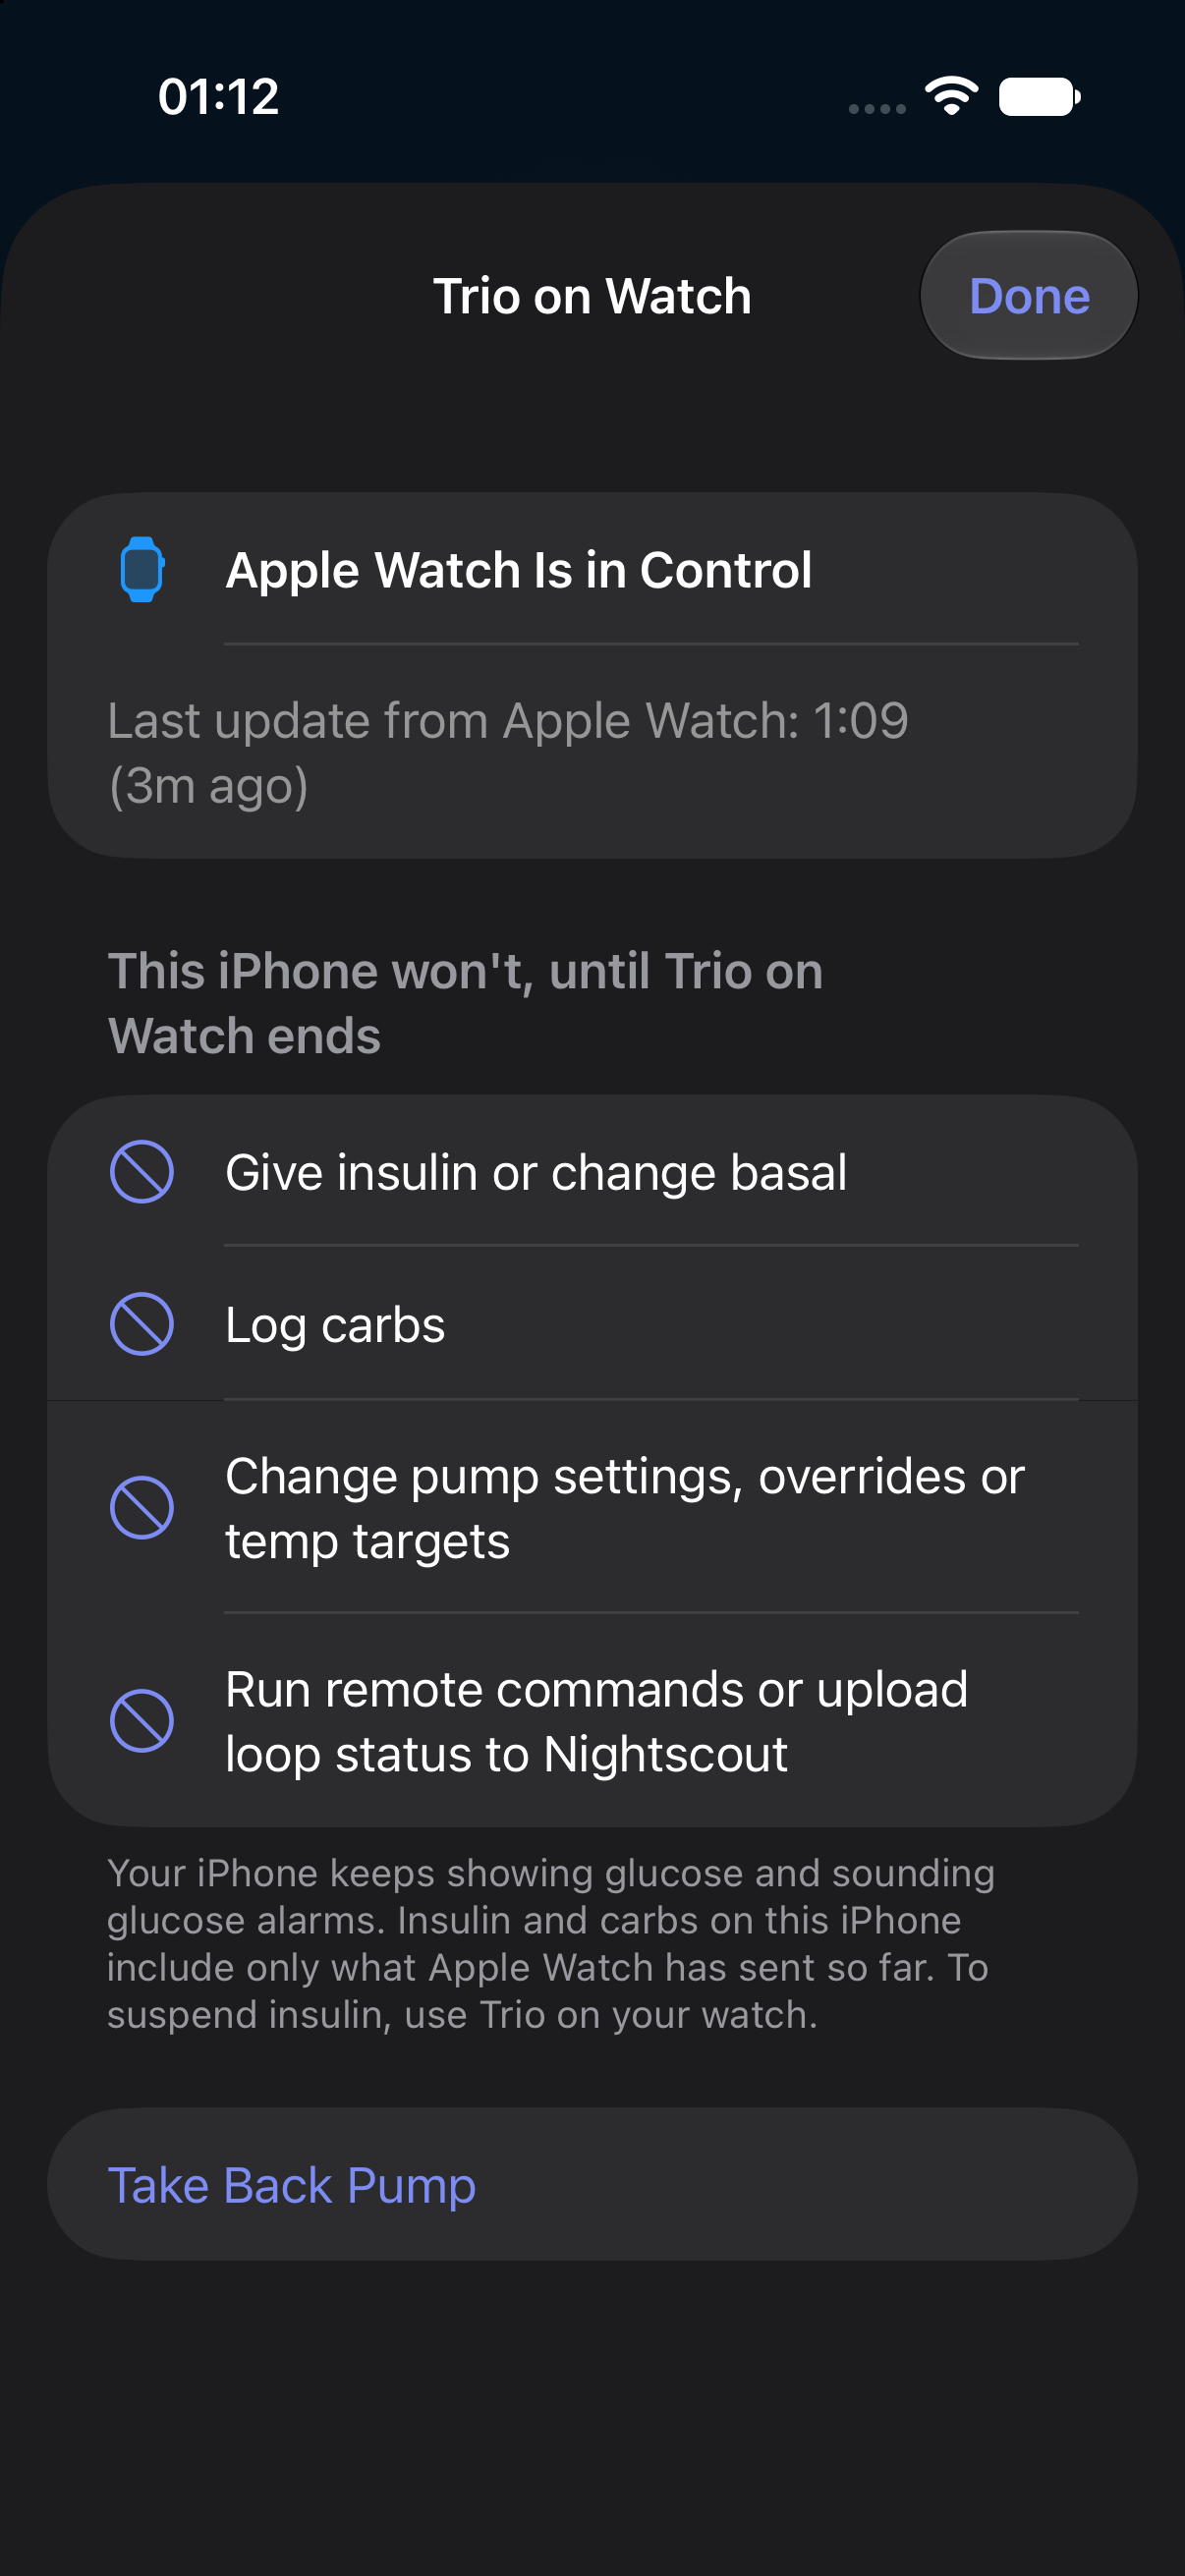 01:12
Trio on Watch
Done
Apple Watch Is in Control
Last update from Apple Watch: 1:09
(3m ago)
This iPhone won't, until Trio on
Watch ends
Give insulin or change basal
Log carbs
Change pump settings, overrides or
temp targets
Run remote commands or upload
loop status to Nightscout
Your iPhone keeps showing glucose and sounding
glucose alarms. Insulin and carbs on this iPhone
include only what Apple Watch has sent so far. To
suspend insulin, use Trio on your watch.
Take Back Pump